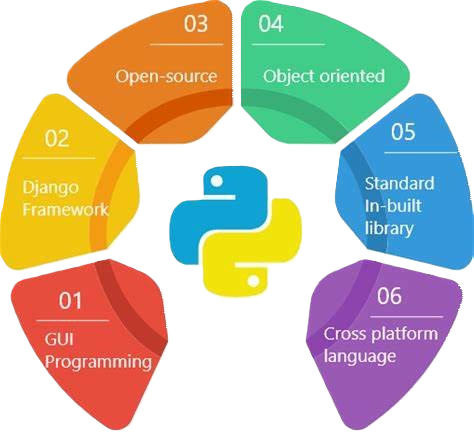 01
GUI
Programming
02
Django
Framework
03
Open-source
04
Object oriented
05
Standard
In-built
library
06
Cross platform
language